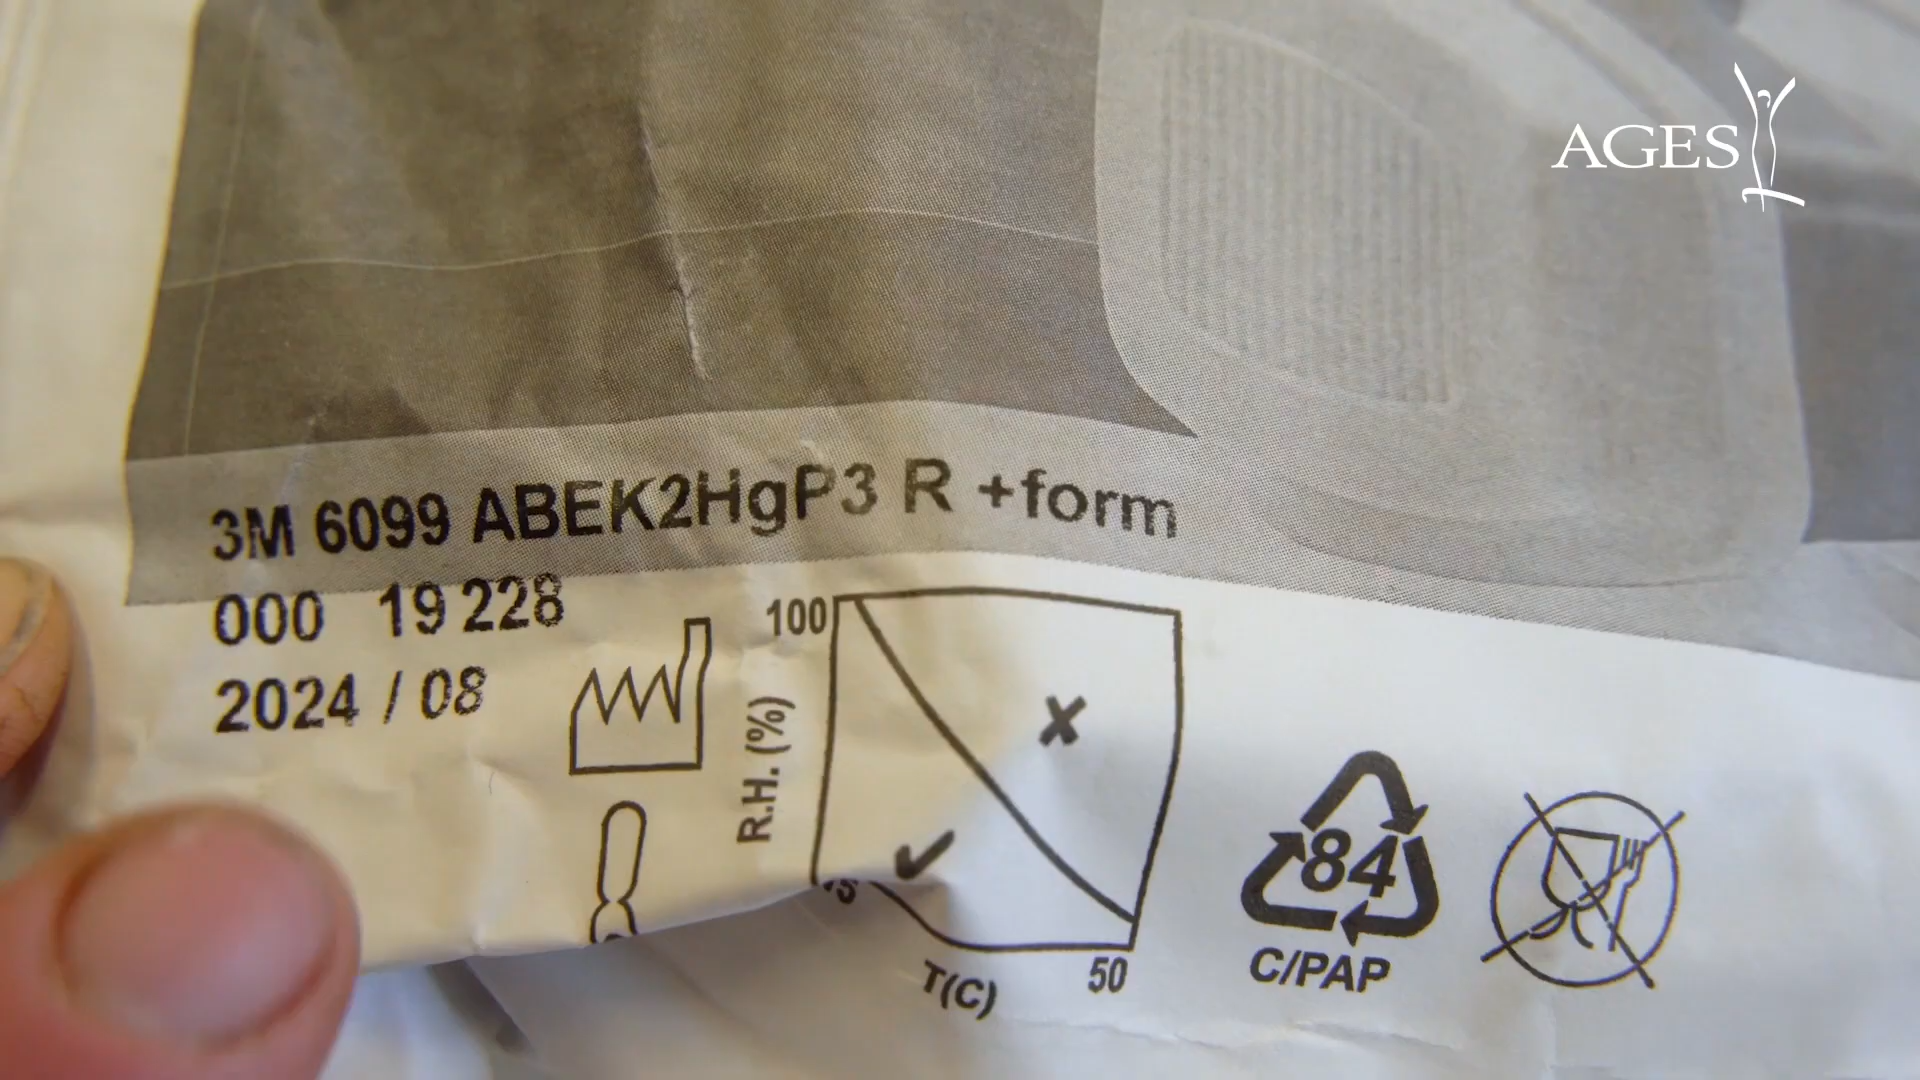 AGES
3M 6099 ABEK2HgP3 R +form
000 19 228
2024 / 08
100
R.H. (%)
T(C)
50
84
C/PAP